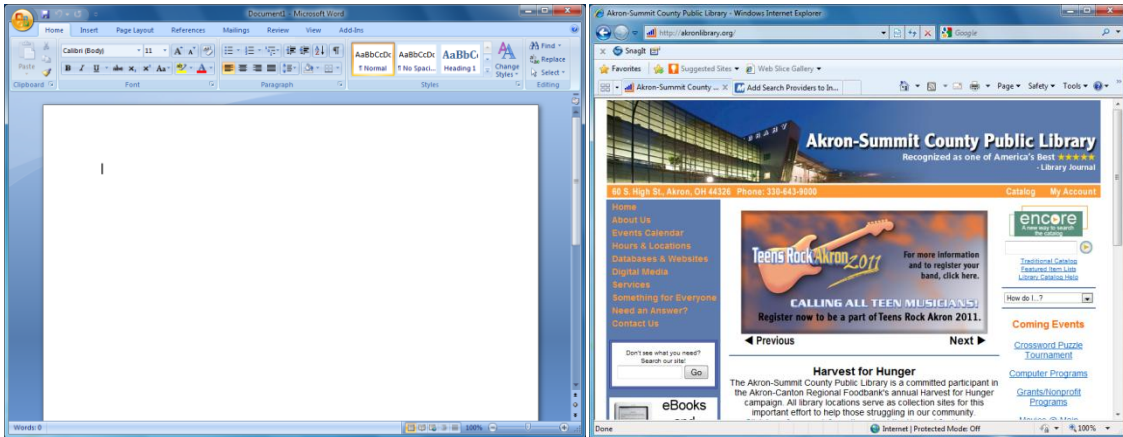 Document1 - Microsoft Word
Home Insert Page Layout References Mailings Review View Add-Ins
Paste
Calibri (Body) 11
AaBbCcDc AaBbCcDc AaBbC
¶ Normal ¶ No Spaci... Heading 1
Change Styles
Find
Replace
Select
Clipboard Font Paragraph Styles Editing
Words: 0 100%
Akron-Summit County Public Library - Windows Internet Explorer
http://akronlibrary.org/ Google
x SnagIt
Favorites Suggested Sites Web Slice Gallery
Akron-Summit County ... Add Search Providers to In...
Page Safety Tools
LIBRARY
Akron-Summit County Public Library
Recognized as one of America's Best ★★★★★
- Library Journal
60 S. High St., Akron, OH 44326 Phone: 330-643-9000 Catalog My Account
Home
About Us
Events Calendar
Hours & Locations
Databases & Websites
Digital Media
Services
Something for Everyone
Need an Answer?
Contact Us
Don't see what you need?
Search our site!
Go
eBooks
and
Teens Rock Akron 2011
For more information
and to register your
band, click here.
CALLING ALL TEEN MUSICIANS!
Register now to be a part of Teens Rock Akron 2011.
Previous Next
Harvest for Hunger
The Akron-Summit County Public Library is a committed participant in
the Akron-Canton Regional Foodbank's annual Harvest for Hunger
campaign. All library locations serve as collection sites for this
important effort to help those struggling in our community.
encore
A new way to search
the catalog
Traditional Catalog
Featured Item Lists
Library Catalog Help
How do I...?
Coming Events
Crossword Puzzle
Tournament
Computer Programs
Grants/Nonprofit
Programs
Movies @ Main
Done Internet | Protected Mode: Off 100%